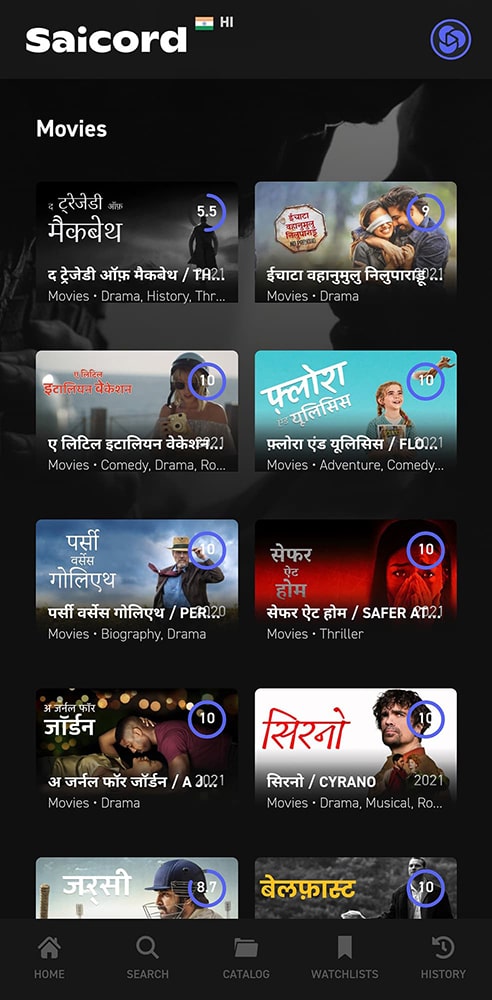 Saicord HI
Movies
द ट्रेजेडी ऑफ़
मैकबेथ
5.5
द ट्रेजेडी ऑफ़ मैकबेथ / TH... 2021
Movies • Drama, History, Thr...
ईचाटा
वहानुमुलु
निलुपाराडू
NO PARKING
9
ईचाटा वहानुमुलु निलुपाराडू ... 2021
Movies • Drama
ए लिटिल
इटालियन वेकेशन
10
ए लिटिल इटालियन वेकेशन... 2021
Movies • Comedy, Drama, Ro...
फ़्लोरा
एंड यूलिसिस
10
फ़्लोरा एंड यूलिसिस / FLO... 2021
Movies • Adventure, Comedy...
पर्सी
वर्सेस
गोलिएथ
10
पर्सी वर्सेस गोलिएथ / PER... 2020
Movies • Biography, Drama
सेफर
ऐट
होम
10
सेफर ऐट होम / SAFER AT... 2021
Movies • Thriller
अ जर्नल फॉर
जॉर्डन
10
अ जर्नल फॉर जॉर्डन / A J... 2021
Movies • Drama
सिरनो
10
सिरनो / CYRANO 2021
Movies • Drama, Musical, Ro...
जर्सी
8.7
बेलफ़ास्ट
10
HOME SEARCH CATALOG WATCHLISTS HISTORY